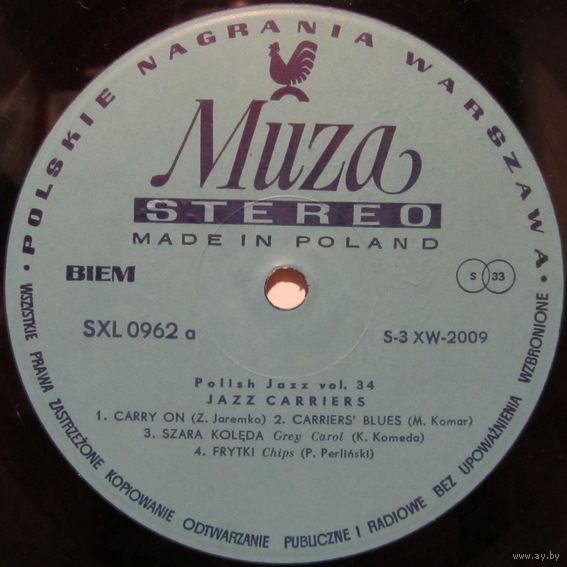 • POLSKIE NAGRANIA WARSZAWA •
Muza
STEREO
MADE IN POLAND
BIEM
S 33
SXL 0962 a
S-3 XW-2009
Polish Jazz vol. 34
JAZZ CARRIERS
1. CARRY ON (Z. Jaremko) 2. CARRIERS' BLUES (M. Komar)
3. SZARA KOLĘDA Grey Carol (K. Komeda)
4. FRYTKI Chips (P. Perliński)
WSZYSTKIE PRAWA ZASTRZEŻONE KOPIOWANIE ODTWARZANIE PUBLICZNE I RADIOWE BEZ UPOWAŻNIENIA WZBRONIONE
www.ay.by